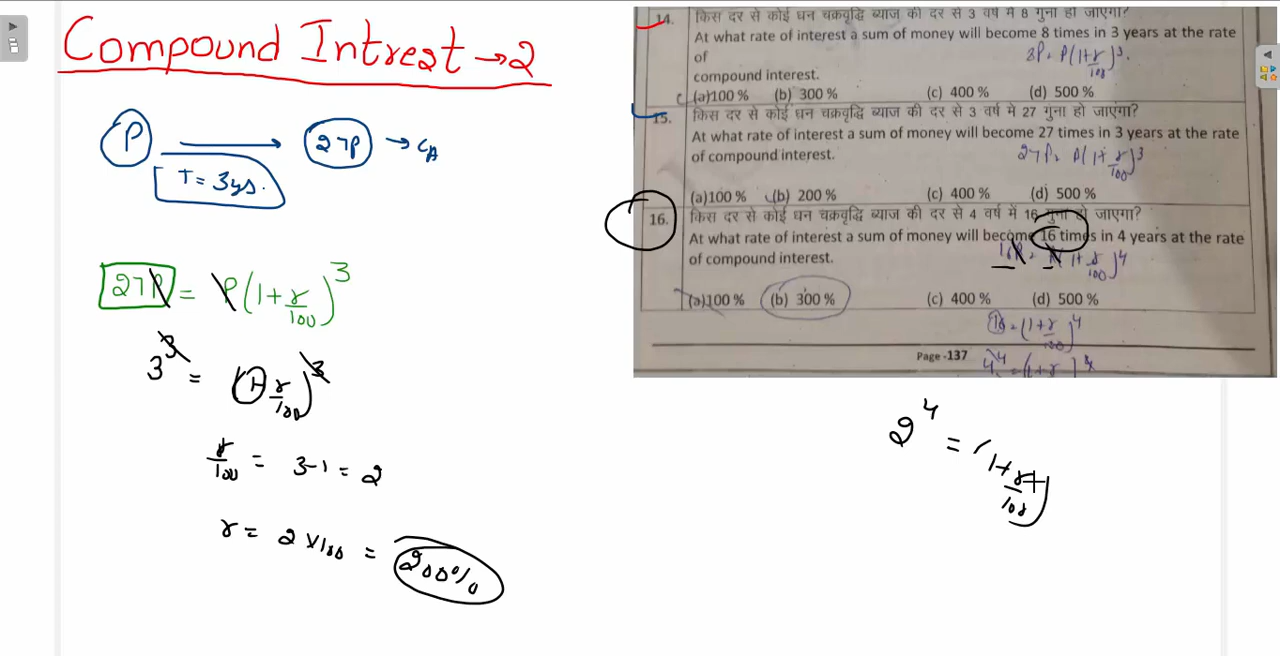 Compound Intrest → 2
P → 27P → CA
T = 3ys.
27P = P(1+r/100)^3
3^3 = (1+r/100)^3
r/100 = 3-1 = 2
r = 2×100 = 200%
14. किस दर से कोई धन चक्रवृद्धि ब्याज की दर से 3 वर्ष मे 8 गुना हो जाएगा?
At what rate of interest a sum of money will become 8 times in 3 years at the rate
of
8P = P(1+r/100)^3.
compound interest.
(a)100 % (b) 300 % (c) 400 % (d) 500 %
15. किस दर से कोई धन चक्रवृद्धि ब्याज की दर से 3 वर्ष मे 27 गुना हो जाएगा?
At what rate of interest a sum of money will become 27 times in 3 years at the rate
of compound interest.
27P = P(1+r/100)^3
(a)100 % (b) 200 % (c) 400 % (d) 500 %
16. किस दर से कोई धन चक्रवृद्धि ब्याज की दर से 4 वर्ष में 16 गुना हो जाएगा?
At what rate of interest a sum of money will become 16 times in 4 years at the rate
of compound interest.
16P = P(1+r/100)^4
(a)100 % (b) 300 % (c) 400 % (d) 500 %
16 = (1+r/100)^4
Page -137
2^4 = (1+r/100)